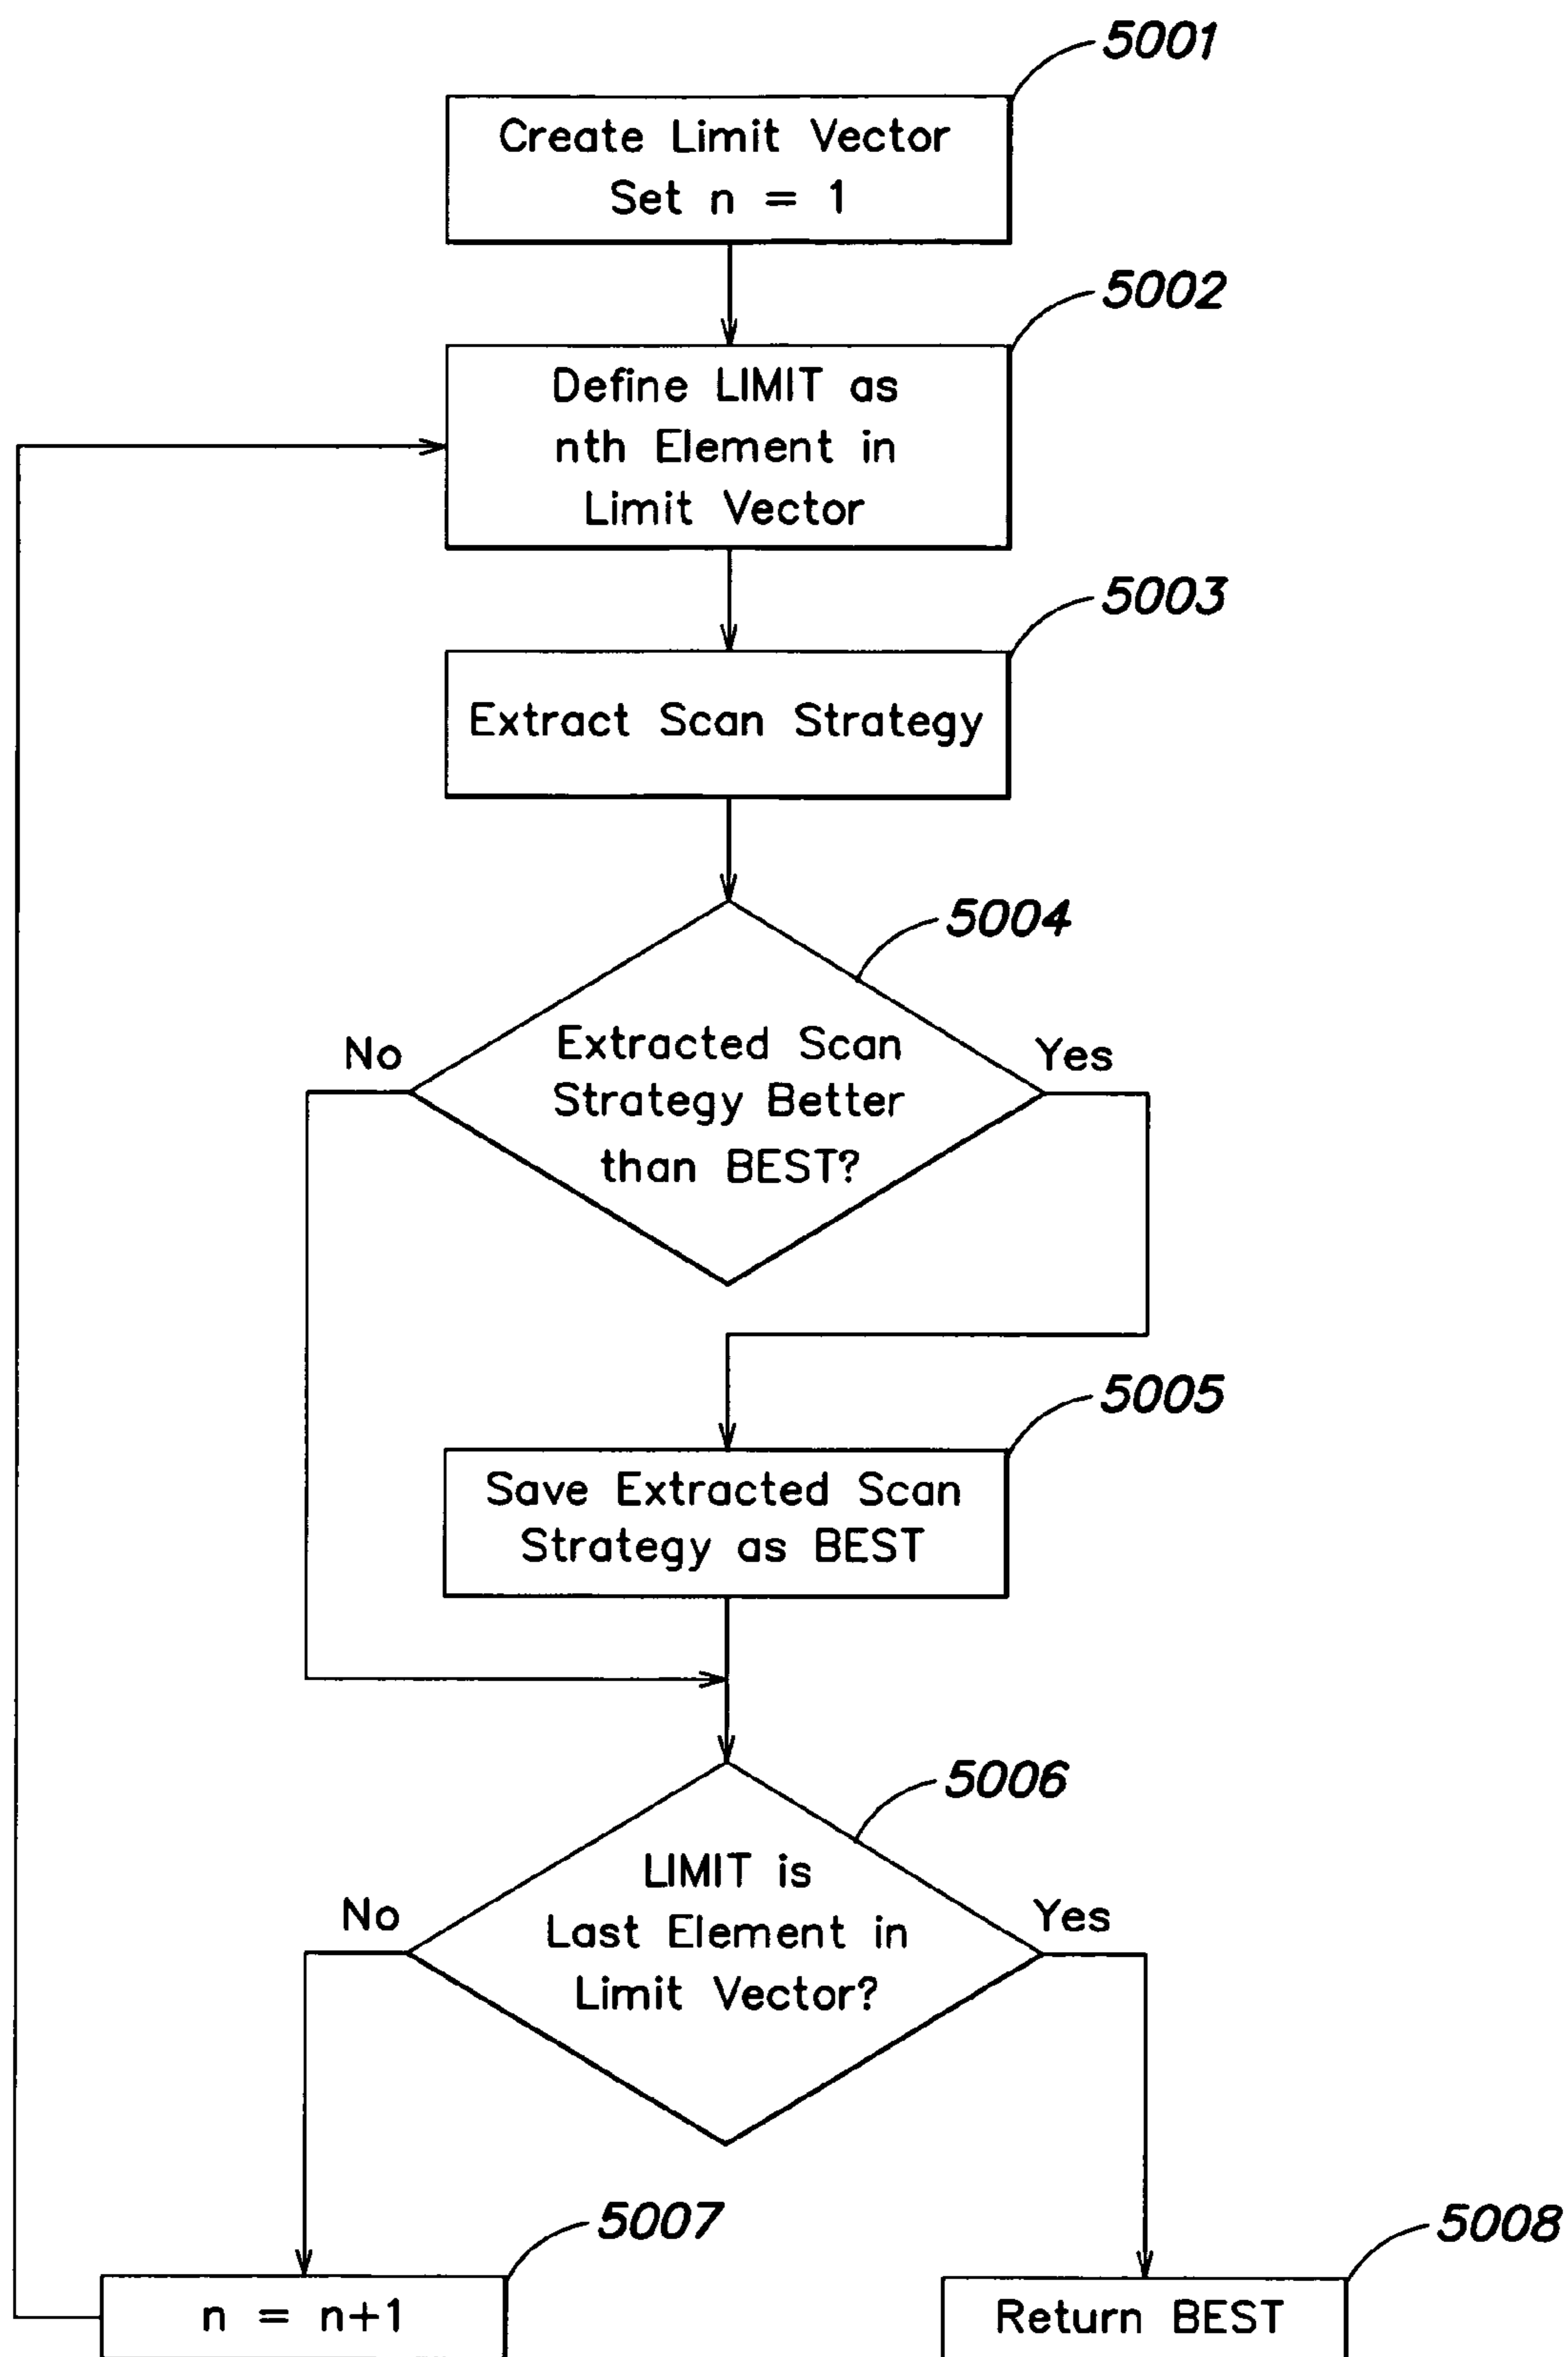 5001
Create Limit Vector
Set n = 1
5002
Define LIMIT as
nth Element in
Limit Vector
5003
Extract Scan Strategy
5004
No
Yes
Extracted Scan
Strategy Better
than BEST?
5005
Save Extracted Scan
Strategy as BEST
5006
No
Yes
LIMIT is
Last Element in
Limit Vector?
5007
n = n+1
5008
Return BEST